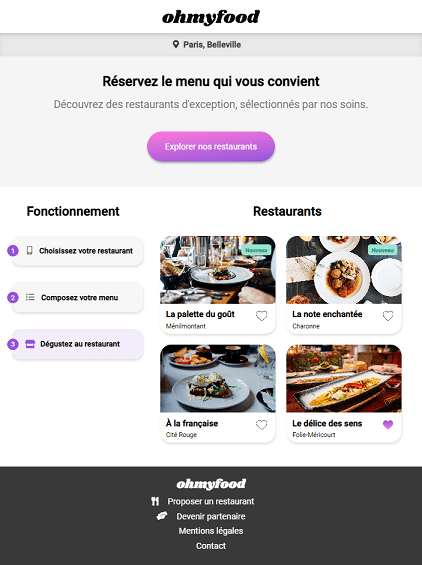 ohmyfood
Paris, Belleville
Réservez le menu qui vous convient
Découvrez des restaurants d'exception, sélectionnés par nos soins.
Explorer nos restaurants
Fonctionnement
1 Choisissez votre restaurant
2 Composez votre menu
3 Dégustez au restaurant
Restaurants
Nouveau
La palette du goût
Ménilmontant
Nouveau
La note enchantée
Charonne
À la française
Cité Rouge
Le délice des sens
Folie-Méricourt
ohmyfood
Proposer un restaurant
Devenir partenaire
Mentions légales
Contact